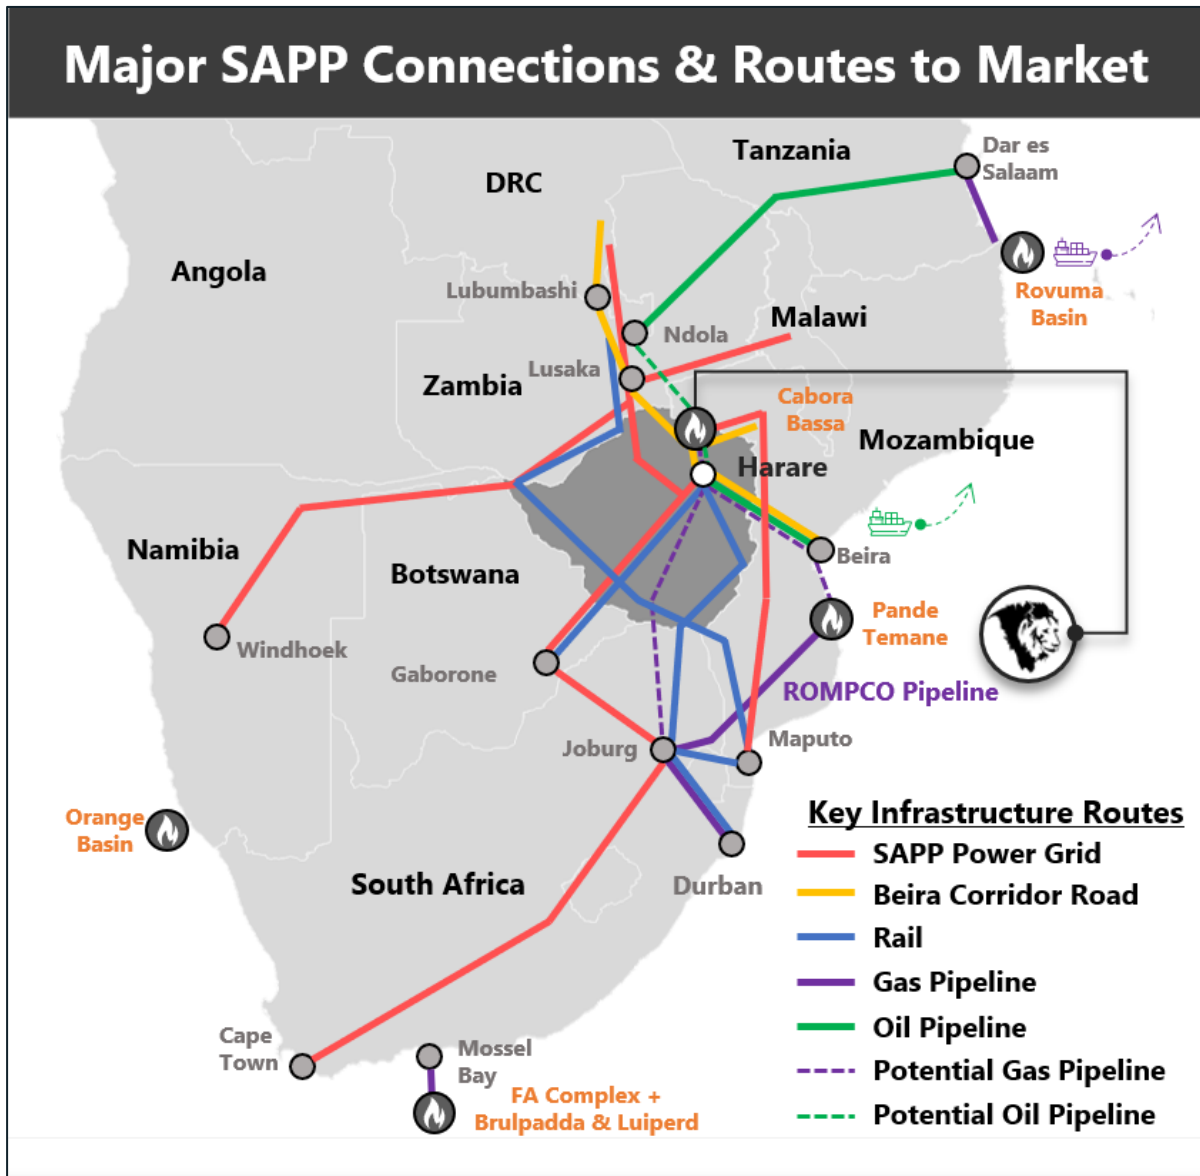 Major SAPP Connections & Routes to Market
Tanzania
Dar es
Salaam
DRC
Angola
Lubumbashi
Rovuma
Basin
Malawi
Ndola
Lusaka
Zambia
Cabora
Bassa
Mozambique
Harare
Namibia
Beira
Botswana
Pande
Temane
Windhoek
Gaborone
ROMPCO Pipeline
Joburg
Maputo
Orange
Basin
South Africa
Durban
Cape
Town
Mossel
Bay
FA Complex +
Brulpadda & Luiperd
Key Infrastructure Routes
SAPP Power Grid
Beira Corridor Road
Rail
Gas Pipeline
Oil Pipeline
Potential Gas Pipeline
Potential Oil Pipeline